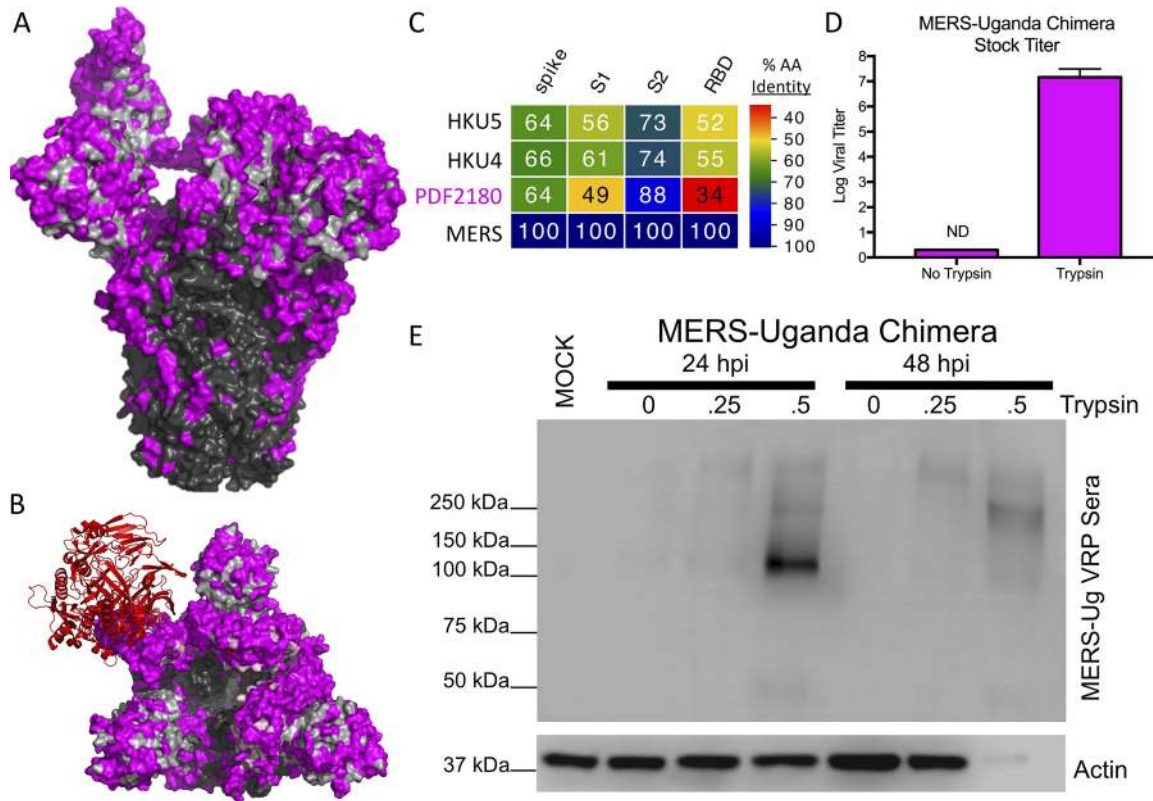 A
B
C
spike S1 S2 RBD
HKU5 64 56 73 52
HKU4 66 61 74 55
PDF2180 64 49 88 34
MERS 100 100 100 100
% AA
Identity
40
50
60
70
80
90
100
D
MERS-Uganda Chimera
Stock Titer
Log Viral Titer
8
7
6
5
4
3
2
1
0
ND
No Trypsin Trypsin
E
MOCK
MERS-Uganda Chimera
24 hpi 48 hpi
0 .25 .5 0 .25 .5 Trypsin
250 kDa
150 kDa
100 kDa
75 kDa
50 kDa
MERS-Ug VRP Sera
37 kDa
Actin